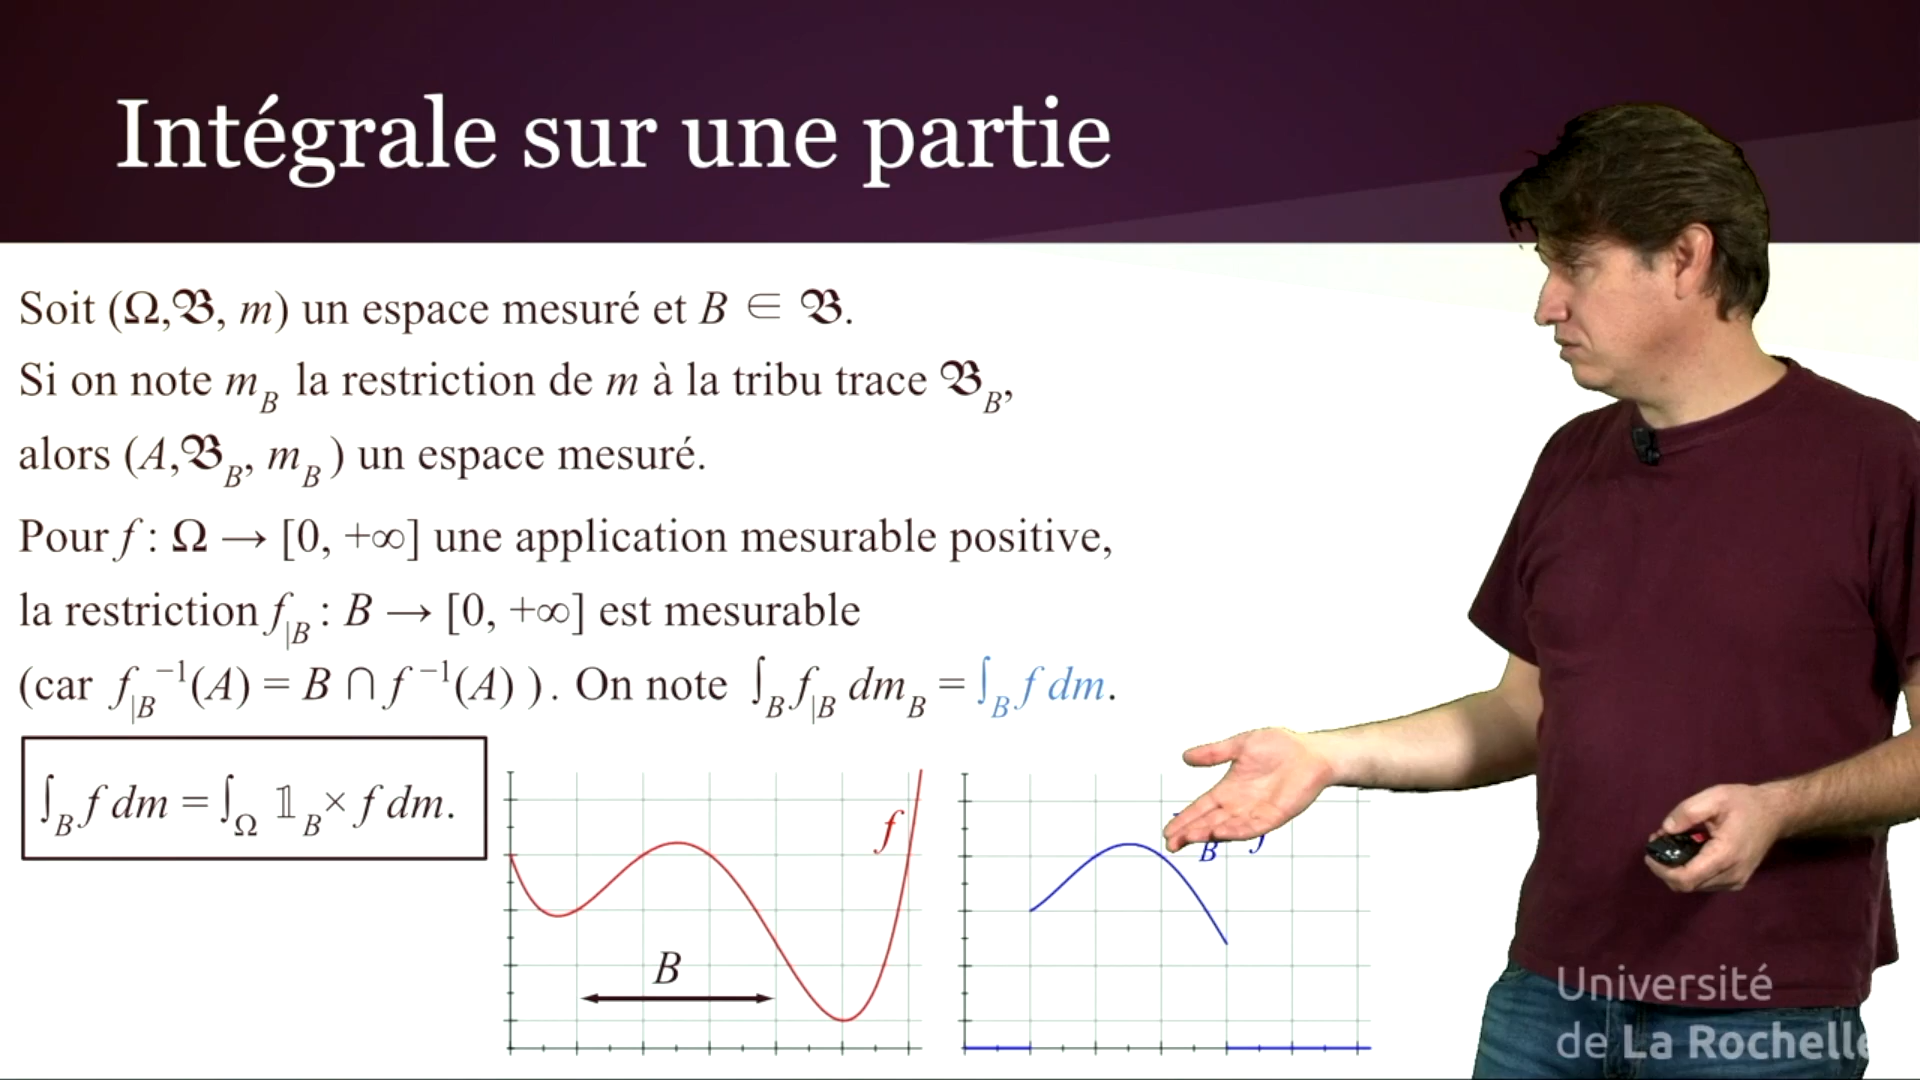 Intégrale sur une partie
Soit (Ω,𝔅, m) un espace mesuré et B ∈ 𝔅.
Si on note m_B la restriction de m à la tribu trace 𝔅_B,
alors (A,𝔅_B, m_B) un espace mesuré.
Pour f : Ω → [0, +∞] une application mesurable positive,
la restriction f_|B : B → [0, +∞] est mesurable
(car f_|B⁻¹(A) = B ∩ f⁻¹(A) ). On note ∫_B f_|B dm_B = ∫_B f dm.
∫_B f dm = ∫_Ω 𝟙_B × f dm.
f
B
B
Université
de La Rochelle